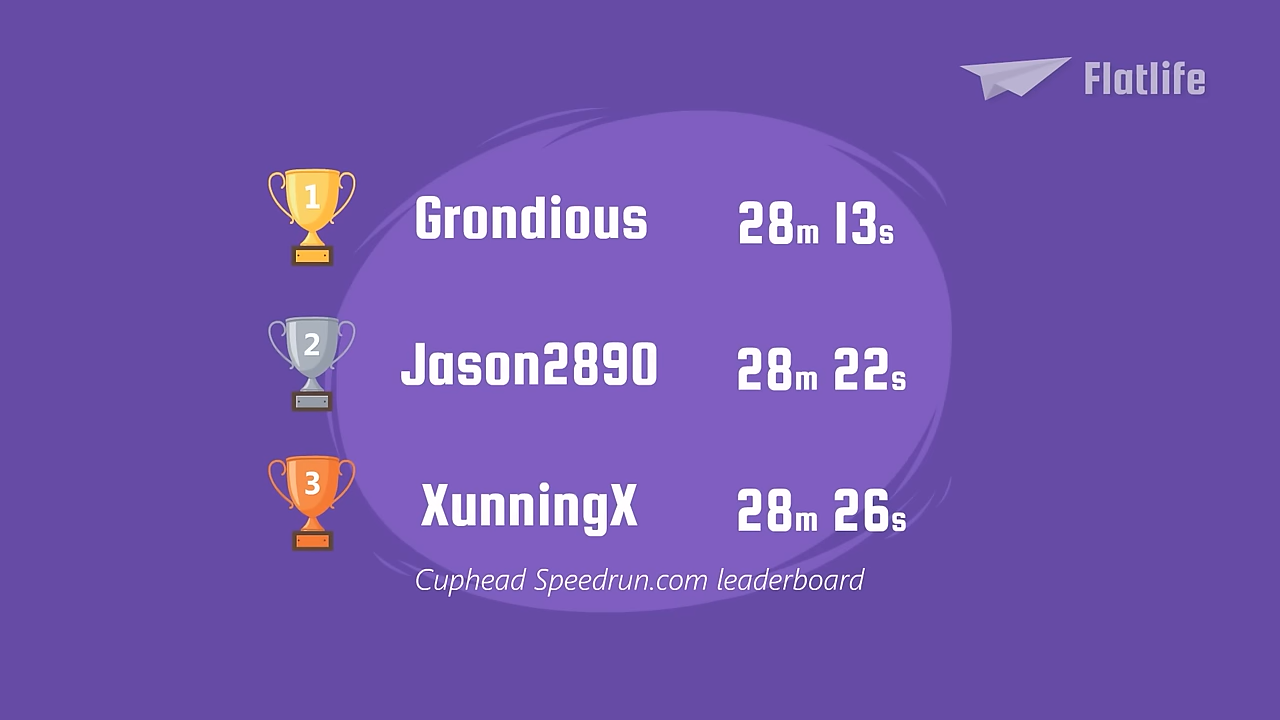 Flatlife
1 Grondious 28m 13s
2 Jason2890 28m 22s
3 XunningX 28m 26s
Cuphead Speedrun.com leaderboard